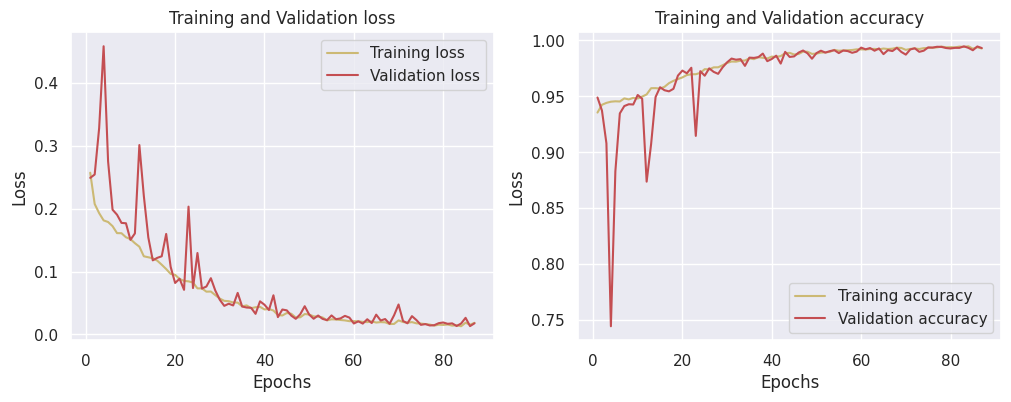 Training and Validation loss
Training loss
Validation loss
0.4
0.3
0.2
0.1
0.0
Loss
0
20
40
60
80
Epochs
Training and Validation accuracy
1.00
0.95
0.90
0.85
0.80
0.75
Loss
Training accuracy
Validation accuracy
0
20
40
60
80
Epochs